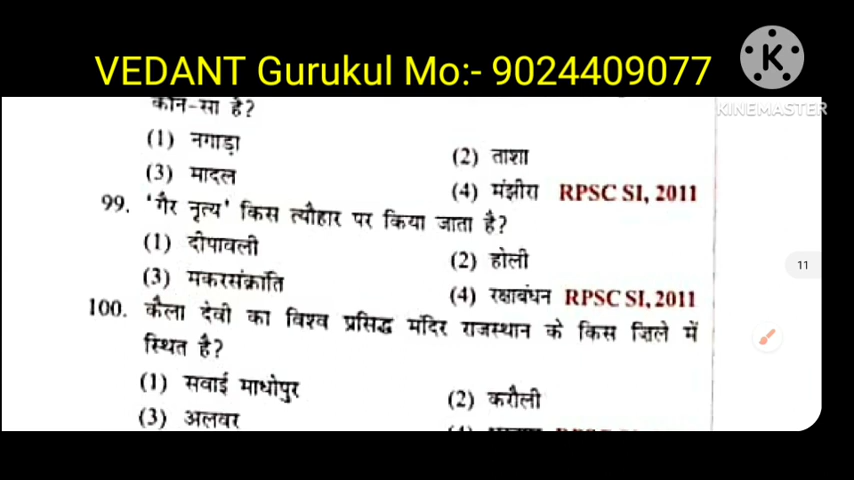 VEDANT Gurukul Mo:- 9024409077
K
KINEMASTER
कौन-सा है?
(1) नगाड़ा
(2) ताशा
(3) मादल
(4) मंझीरा RPSC SI, 2011
99. ‘गैर नृत्य’ किस त्यौहार पर किया जाता है?
(1) दीपावली
(2) होली
(3) मकरसंक्रांति
(4) रक्षाबंधन RPSC SI, 2011
11
100. कैला देवी का विश्व प्रसिद्ध मंदिर राजस्थान के किस ज़िले में
स्थित है?
(1) सवाई माधोपुर
(2) करौली
(3) अलवर